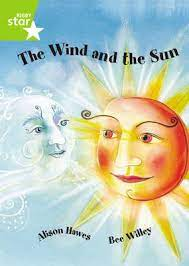 RIGBY
star
The Wind and the Sun
Alison Hawes
Bee Willey